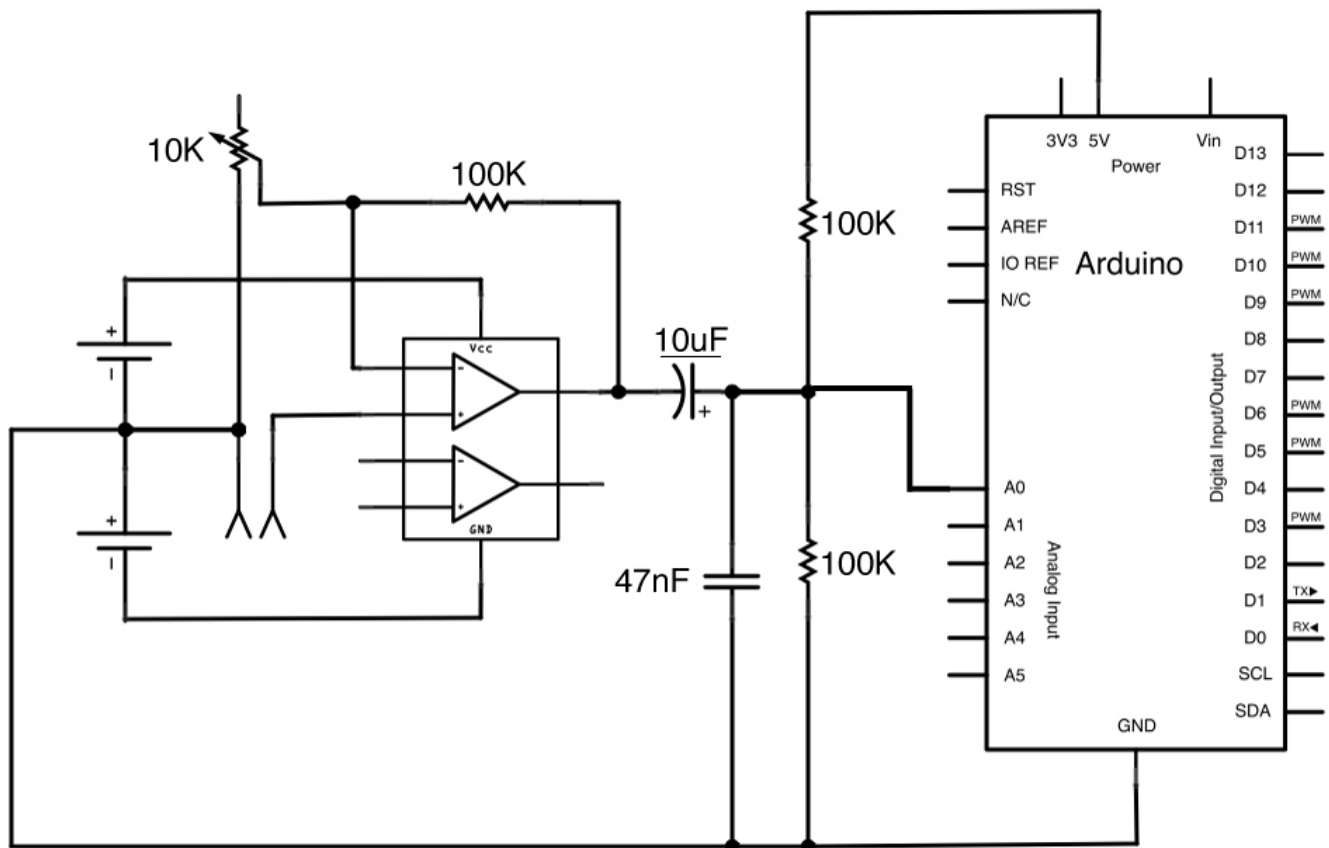 10K
100K
+
-
+
-
Vcc
-
+
-
+
GND
10uF
+
47nF
100K
100K
3V3 5V Vin
Power
Arduino
RST
AREF
IO REF
N/C
A0
A1
A2
A3
A4
A5
Analog Input
D13
D12
D11 PWM
D10 PWM
D9 PWM
D8
D7
D6 PWM
D5 PWM
D4
D3 PWM
D2
D1 TX▶
D0 RX◀
SCL
SDA
Digital Input/Output
GND